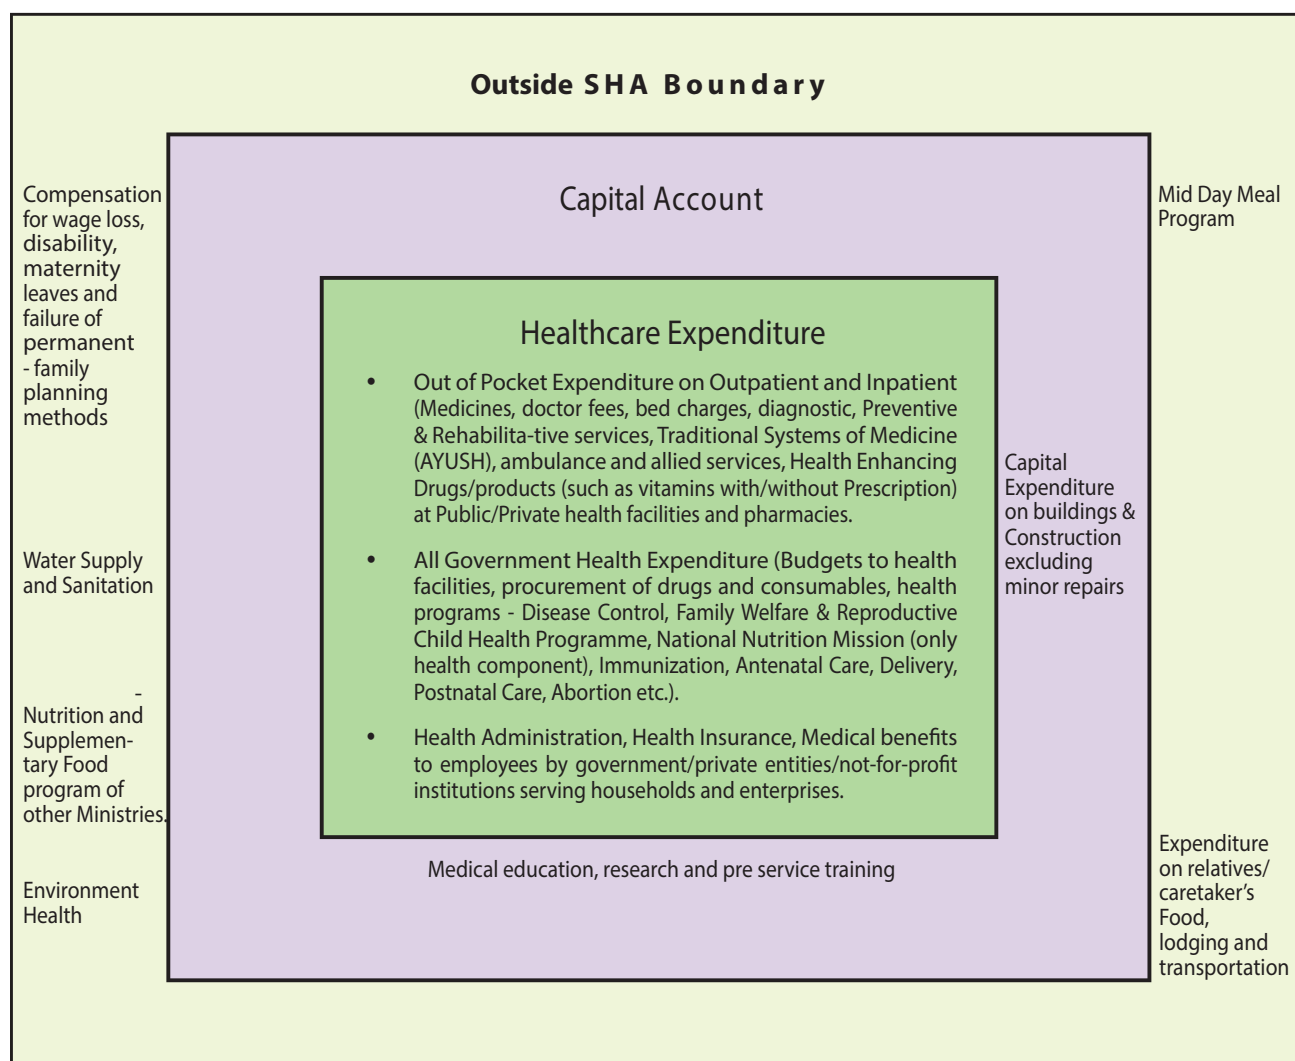 Outside SHA Boundary
Compensation
for wage loss,
disability,
maternity
leaves and
failure of
permanent
- family
planning
methods
Water Supply
and Sanitation
-
Nutrition and
Supplemen-
tary Food
program of
other Ministries.
Environment
Health
Capital Account
Healthcare Expenditure
• Out of Pocket Expenditure on Outpatient and Inpatient
(Medicines, doctor fees, bed charges, diagnostic, Preventive
& Rehabilita-tive services, Traditional Systems of Medicine
(AYUSH), ambulance and allied services, Health Enhancing
Drugs/products (such as vitamins with/without Prescription)
at Public/Private health facilities and pharmacies.
• All Government Health Expenditure (Budgets to health
facilities, procurement of drugs and consumables, health
programs - Disease Control, Family Welfare & Reproductive
Child Health Programme, National Nutrition Mission (only
health component), Immunization, Antenatal Care, Delivery,
Postnatal Care, Abortion etc.).
• Health Administration, Health Insurance, Medical benefits
to employees by government/private entities/not-for-profit
institutions serving households and enterprises.
Capital
Expenditure
on buildings &
Construction
excluding
minor repairs
Medical education, research and pre service training
Mid Day Meal
Program
Expenditure
on relatives/
caretaker's
Food,
lodging and
transportation